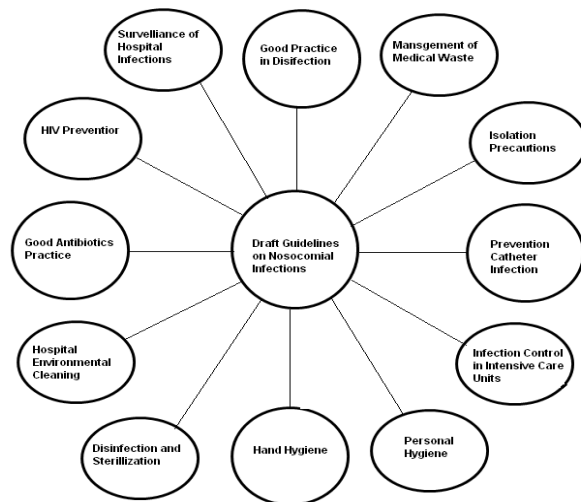 Survelliance of
Hospital
Infections
Good Practice
in Disifection
Mansgement of
Medical Waste
HIV Preventior
Isolation
Precautions
Good Antibiotics
Practice
Draft Guidelines
on Nosocomial
Infections
Prevention
Catheter
Infection
Hospital
Environmental
Cleaning
Infection Control
in Intensive Care
Units
Disinfection and
Sterillization
Hand Hygiene
Personal
Hygiene